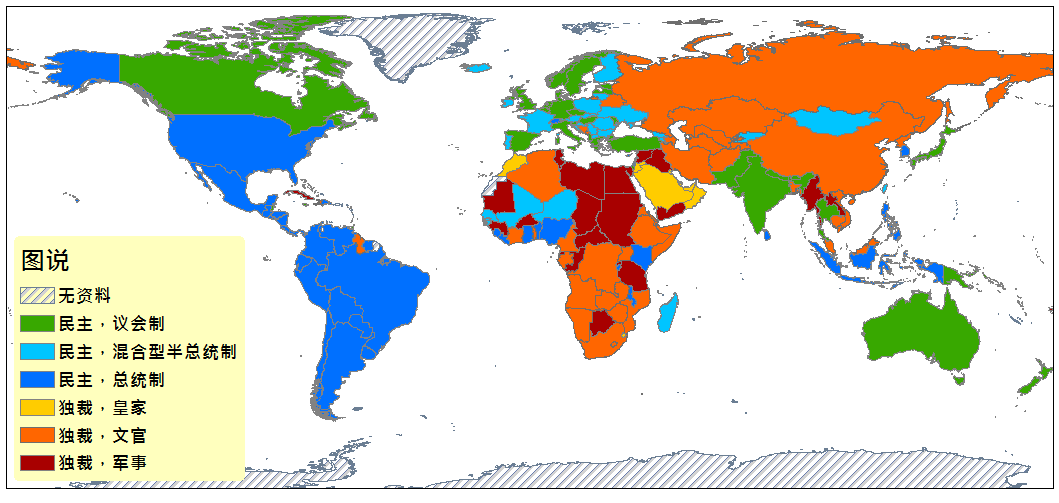 图说
无资料
民主，议会制
民主，混合型半总统制
民主，总统制
独裁，皇家
独裁，文官
独裁，军事